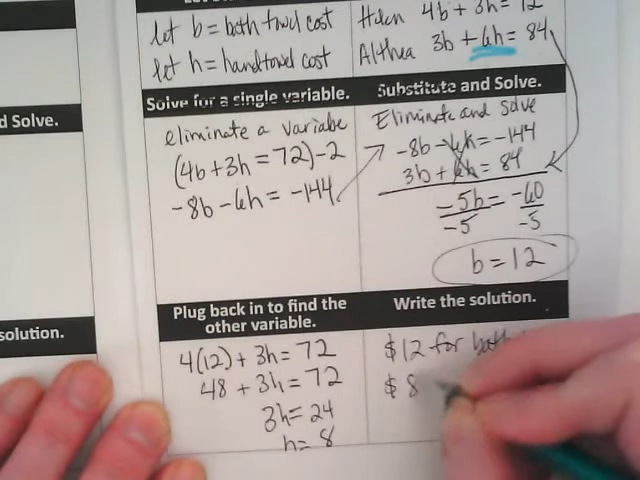 let b = bath towel cost
let h = handtowel cost
Helen 4b + 3h = 72
Althea 3b + 6h = 84
d Solve.
Solve for a single variable.
eliminate a variabe
(4b + 3h = 72) -2
-8b - 6h = -144
Substitute and Solve.
Eliminate and solve
-8b - 6h = -144
3b + 6h = 84
-5b = -60
-5 -5
b = 12
solution.
Plug back in to find the
other variable.
4(12) + 3h = 72
48 + 3h = 72
3h = 24
h = 8
Write the solution.
$12 for bath
$8